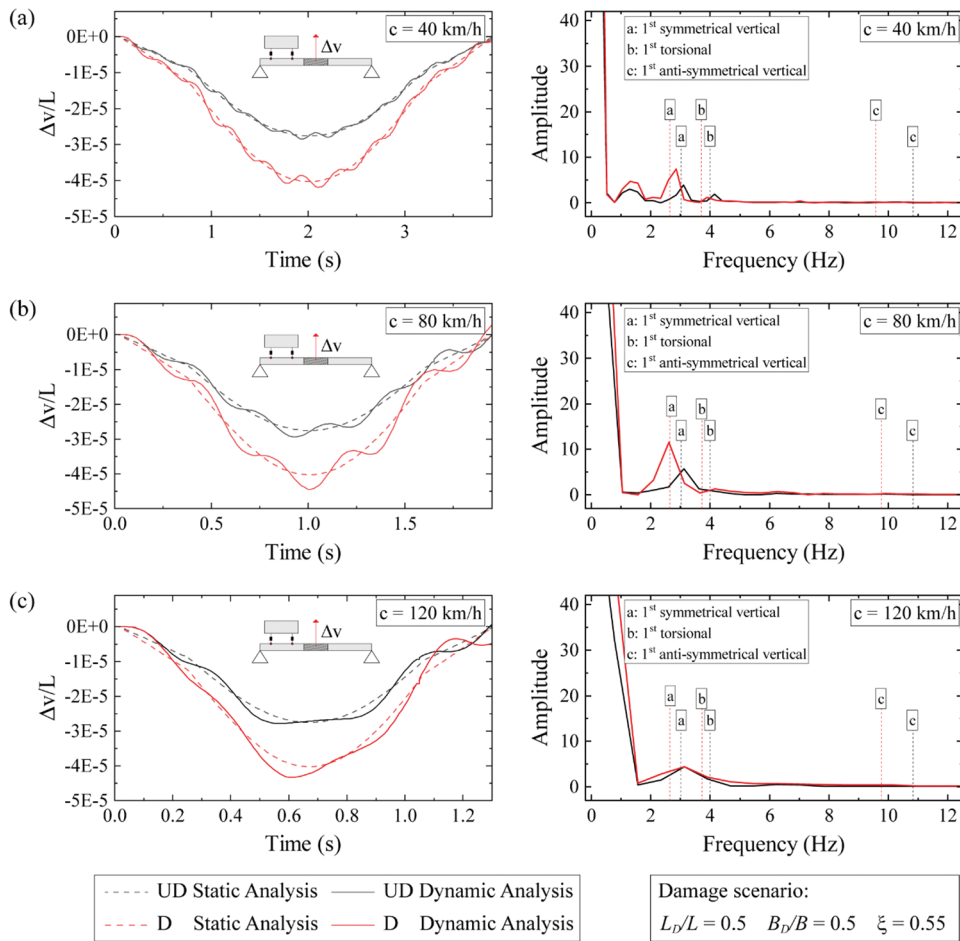 (a)
c = 40 km/h
0E+0
-1E-5
-2E-5
-3E-5
-4E-5
-5E-5
Δv/L
Δv
0
1
2
3
Time (s)
c = 40 km/h
a: 1st symmetrical vertical
b: 1st torsional
c: 1st anti-symmetrical vertical
40
30
20
10
0
Amplitude
a
b
c
a
b
c
0
2
4
6
8
10
12
Frequency (Hz)
(b)
c = 80 km/h
0E+0
-1E-5
-2E-5
-3E-5
-4E-5
-5E-5
Δv/L
Δv
0.0
0.5
1.0
1.5
Time (s)
c = 80 km/h
a: 1st symmetrical vertical
b: 1st torsional
c: 1st anti-symmetrical vertical
40
30
20
10
0
Amplitude
a
b
c
a
b
c
0
2
4
6
8
10
12
Frequency (Hz)
(c)
c = 120 km/h
0E+0
-1E-5
-2E-5
-3E-5
-4E-5
-5E-5
Δv/L
Δv
0.0
0.2
0.4
0.6
0.8
1.0
1.2
Time (s)
c = 120 km/h
a: 1st symmetrical vertical
b: 1st torsional
c: 1st anti-symmetrical vertical
40
30
20
10
0
Amplitude
a
b
c
a
b
c
0
2
4
6
8
10
12
Frequency (Hz)
UD Static Analysis
UD Dynamic Analysis
D Static Analysis
D Dynamic Analysis
Damage scenario:
L_D/L = 0.5 B_D/B = 0.5 ξ = 0.55